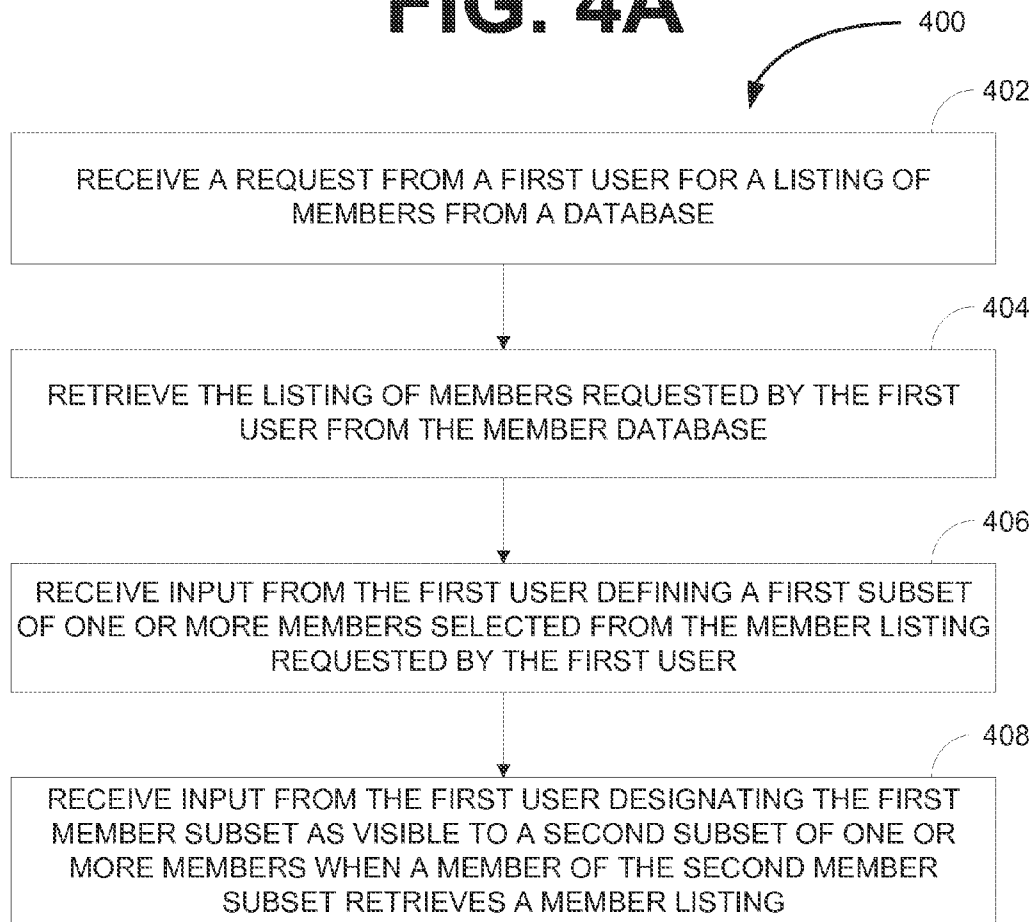 FIG. 4A
400
402
RECEIVE A REQUEST FROM A FIRST USER FOR A LISTING OF
MEMBERS FROM A DATABASE
404
RETRIEVE THE LISTING OF MEMBERS REQUESTED BY THE FIRST
USER FROM THE MEMBER DATABASE
406
RECEIVE INPUT FROM THE FIRST USER DEFINING A FIRST SUBSET
OF ONE OR MORE MEMBERS SELECTED FROM THE MEMBER LISTING
REQUESTED BY THE FIRST USER
408
RECEIVE INPUT FROM THE FIRST USER DESIGNATING THE FIRST
MEMBER SUBSET AS VISIBLE TO A SECOND SUBSET OF ONE OR
MORE MEMBERS WHEN A MEMBER OF THE SECOND MEMBER
SUBSET RETRIEVES A MEMBER LISTING